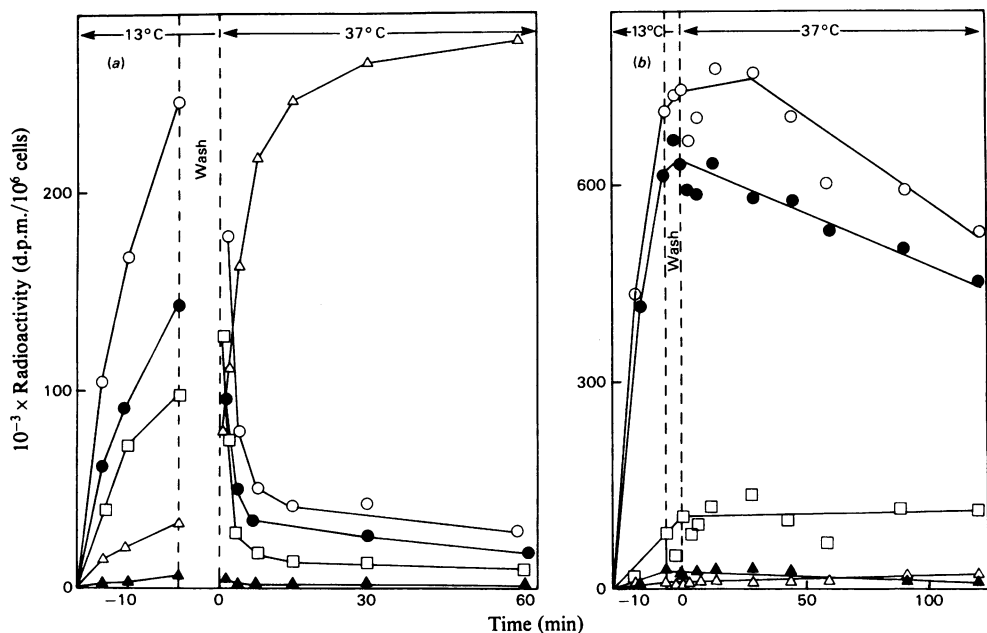 13°C
37°C
(a)
Wash
200
100
0
−10
0
30
60
13°C
37°C
(b)
Wash
600
300
0
−10
0
50
100
10⁻³ × Radioactivity (d.p.m./10⁶ cells)
Time (min)